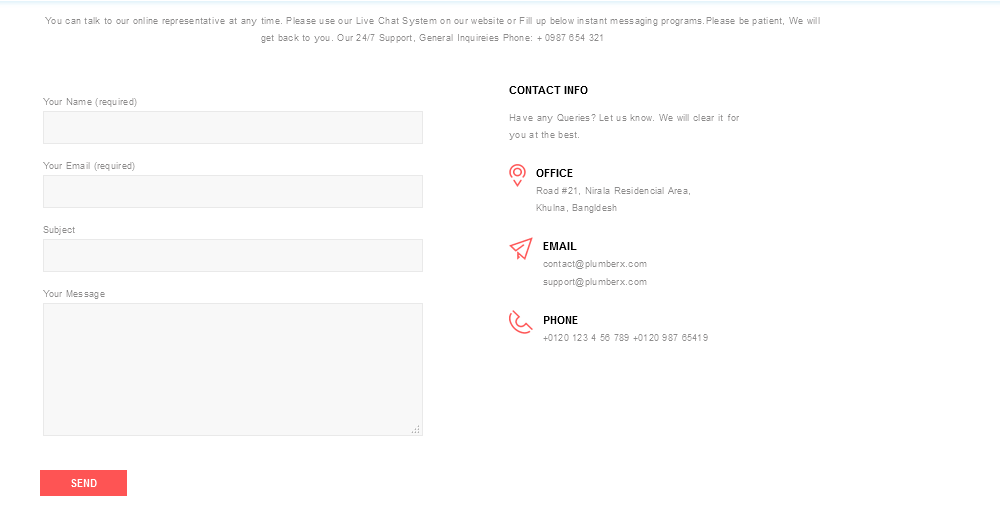 You can talk to our online representative at any time. Please use our Live Chat System on our website or Fill up below instant messaging programs.Please be patient, We will
get back to you. Our 24/7 Support, General Inquireies Phone: + 0987 654 321
Your Name (required)
Your Email (required)
Subject
Your Message
SEND
CONTACT INFO
Have any Queries? Let us know. We will clear it for
you at the best.
OFFICE
Road #21, Nirala Residencial Area,
Khulna, Bangldesh
EMAIL
contact@plumberx.com
support@plumberx.com
PHONE
+0120 123 4 56 789 +0120 987 65419